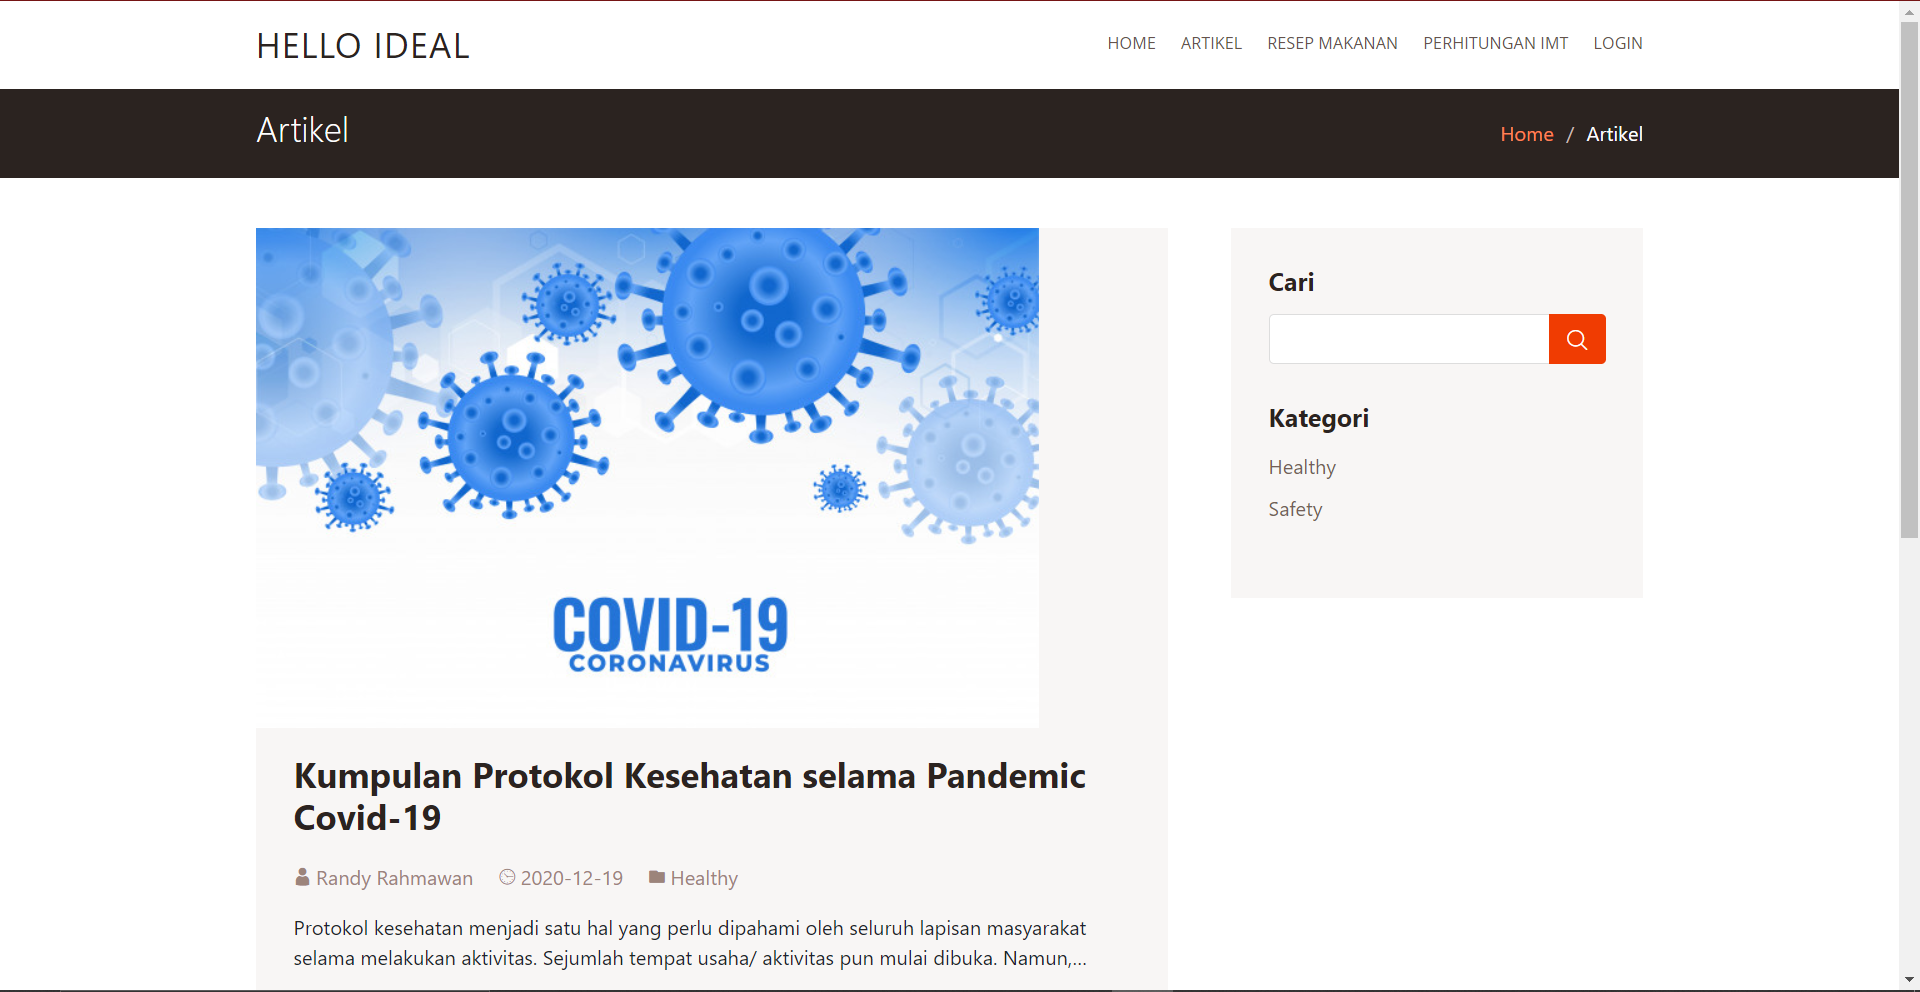 HELLO IDEAL
HOME ARTIKEL RESEP MAKANAN PERHITUNGAN IMT LOGIN
Artikel
Home / Artikel
COVID-19
CORONAVIRUS
Kumpulan Protokol Kesehatan selama Pandemic
Covid-19
Randy Rahmawan 2020-12-19 Healthy
Protokol kesehatan menjadi satu hal yang perlu dipahami oleh seluruh lapisan masyarakat
selama melakukan aktivitas. Sejumlah tempat usaha/ aktivitas pun mulai dibuka. Namun,...
Cari
Kategori
Healthy
Safety